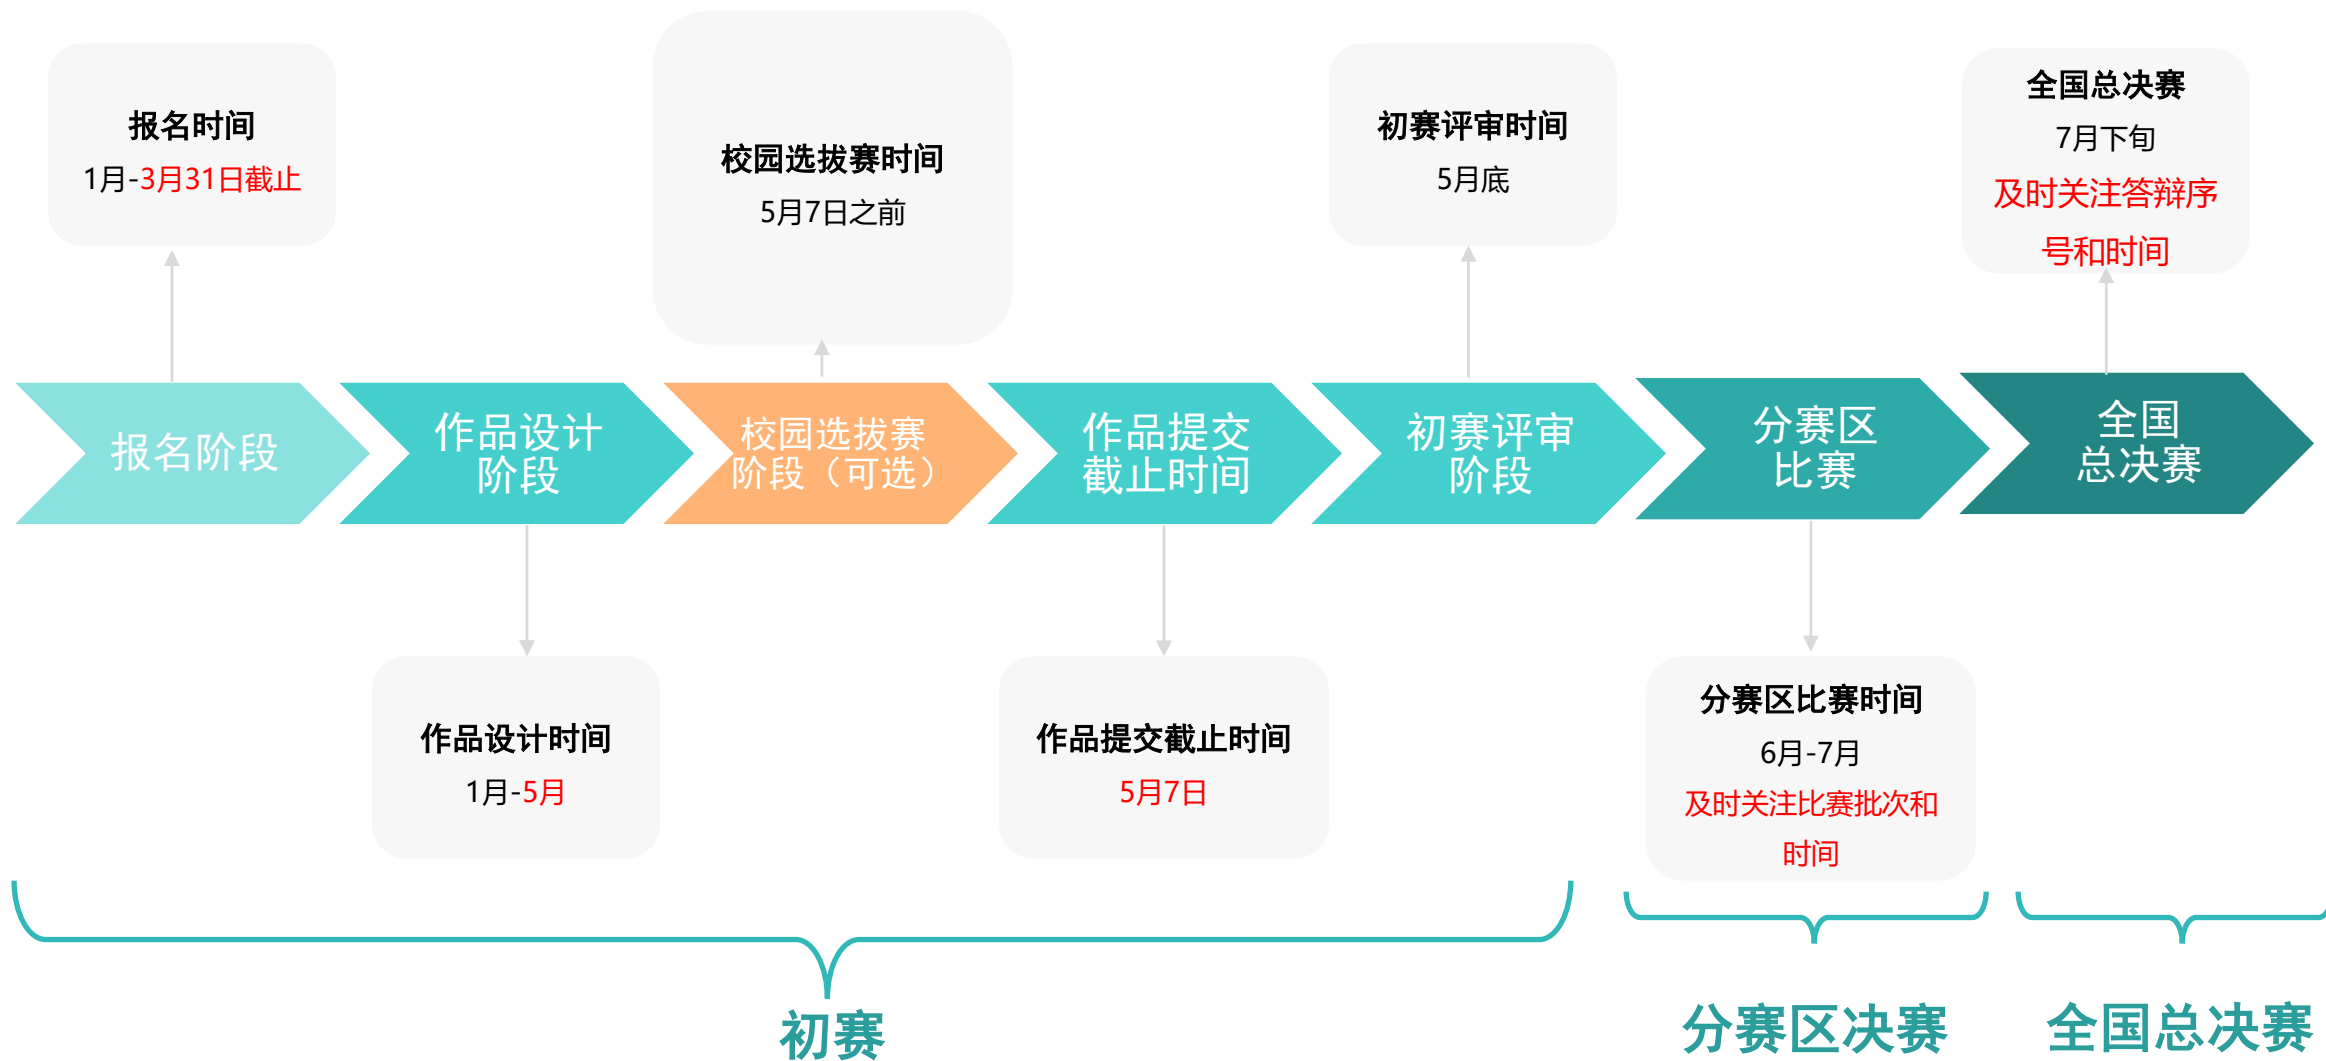 报名时间
1月-3月31日截止
校园选拔赛时间
5月7日之前
初赛评审时间
5月底
全国总决赛
7月下旬
及时关注答辩序
号和时间
报名阶段
作品设计
阶段
校园选拔赛
阶段（可选）
作品提交
截止时间
初赛评审
阶段
分赛区
比赛
全国
总决赛
作品设计时间
1月-5月
作品提交截止时间
5月7日
分赛区比赛时间
6月-7月
及时关注比赛批次和
时间
初赛
分赛区决赛
全国总决赛